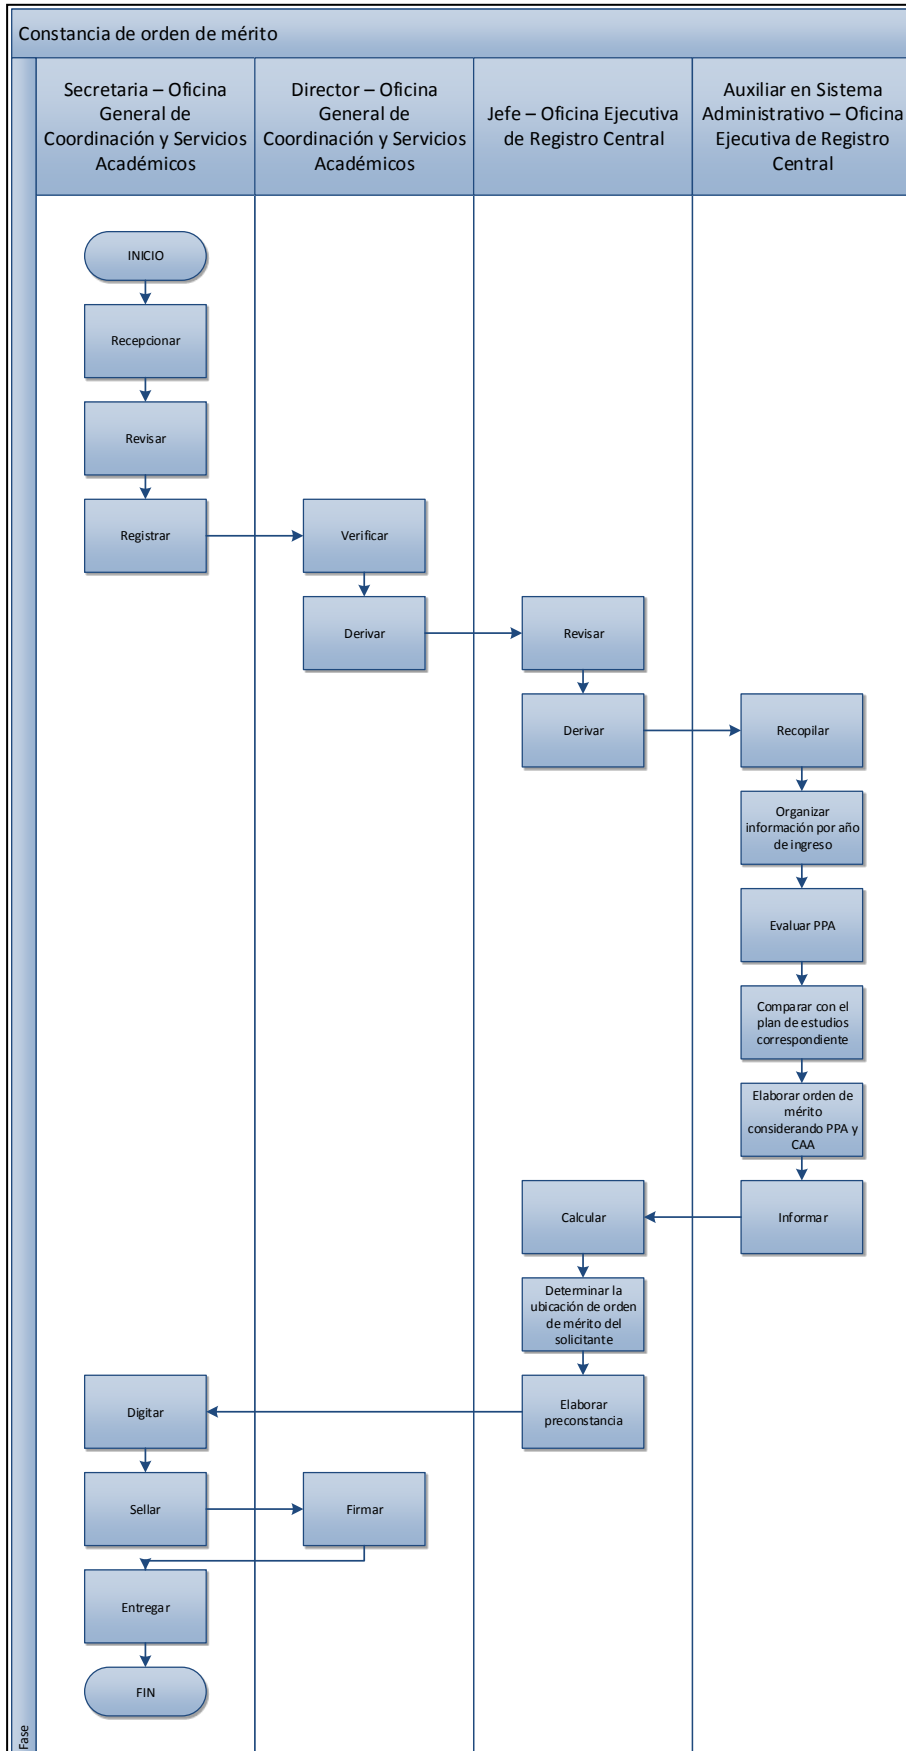 Constancia de orden de mérito
Secretaria – Oficina
General de
Coordinación y Servicios
Académicos
Director – Oficina
General de
Coordinación y Servicios
Académicos
Jefe – Oficina Ejecutiva
de Registro Central
Auxiliar en Sistema
Administrativo – Oficina
Ejecutiva de Registro
Central
INICIO
Recepcionar
Revisar
Registrar
Verificar
Derivar
Revisar
Derivar
Recopilar
Organizar
información por año
de ingreso
Evaluar PPA
Comparar con el
plan de estudios
correspondiente
Elaborar orden de
mérito
considerando PPA y
CAA
Informar
Calcular
Determinar la
ubicación de orden
de mérito del
solicitante
Elaborar
preconstancia
Digitar
Sellar
Firmar
Entregar
FIN
Fase